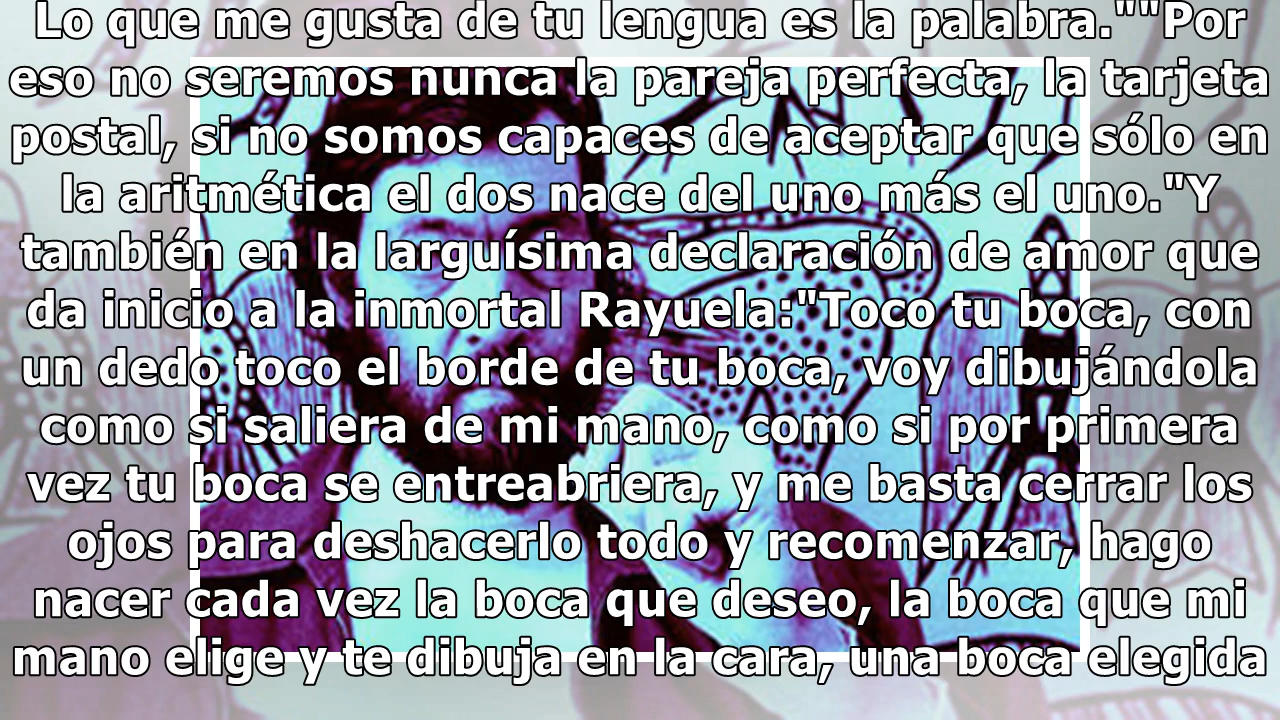 Lo que me gusta de tu lengua es la palabra.""Por
eso no seremos nunca la pareja perfecta, la tarjeta
postal, si no somos capaces de aceptar que sólo en
la aritmética el dos nace del uno más el uno."Y
también en la larguísima declaración de amor que
da inicio a la inmortal Rayuela:"Toco tu boca, con
un dedo toco el borde de tu boca, voy dibujándola
como si saliera de mi mano, como si por primera
vez tu boca se entreabriera, y me basta cerrar los
ojos para deshacerlo todo y recomenzar, hago
nacer cada vez la boca que deseo, la boca que mi
mano elige y te dibuja en la cara, una boca elegida